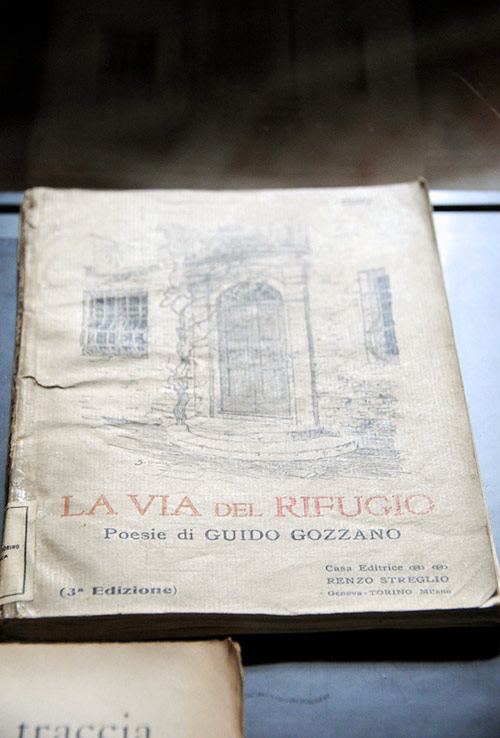 LA VIA DEL RIFUGIO
Poesie di GUIDO GOZZANO
(3ª Edizione)
Casa Editrice
RENZO STREGLIO
- Genova - TORINO - Milano
traccia